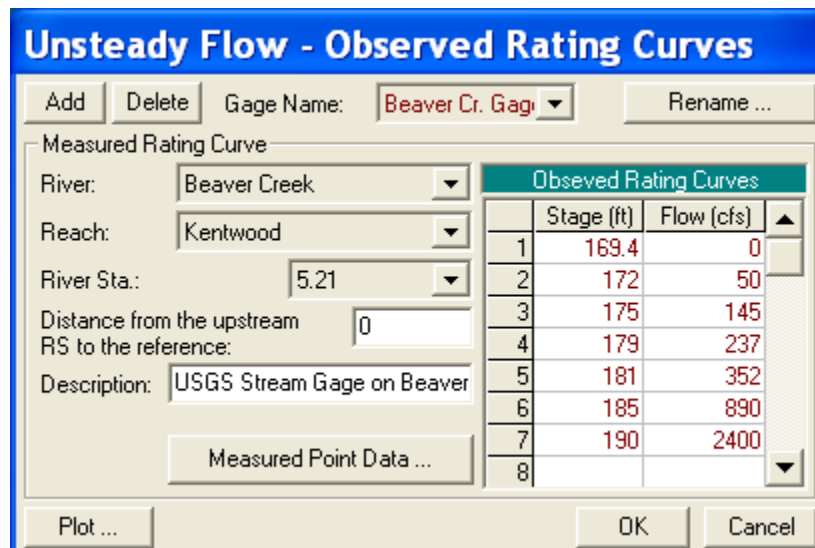 Unsteady Flow - Observed Rating Curves
Add Delete Gage Name: Beaver Cr. Gag Rename ...
Measured Rating Curve
River: Beaver Creek
Reach: Kentwood
River Sta.: 5.21
Distance from the upstream
RS to the reference: 0
Description: USGS Stream Gage on Beaver
Measured Point Data ...
Obseved Rating Curves
Stage (ft) Flow (cfs)
1 169.4 0
2 172 50
3 175 145
4 179 237
5 181 352
6 185 890
7 190 2400
8
Plot ... OK Cancel